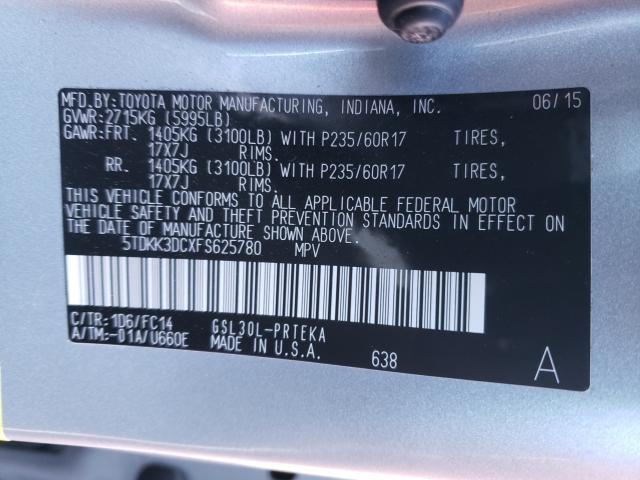 MFD.BY:TOYOTA MOTOR MANUFACTURING, INDIANA, INC. 06/15
GVWR:2715KG (5995LB)
GAWR:FRT. 1405KG (3100LB) WITH P235/60R17 TIRES,
17X7J RIMS.
RR. 1405KG (3100LB) WITH P235/60R17 TIRES,
17X7J RIMS.
THIS VEHICLE CONFORMS TO ALL APPLICABLE FEDERAL MOTOR
VEHICLE SAFETY AND THEFT PREVENTION STANDARDS IN EFFECT ON
THE DATE OF MANUFACTURE SHOWN ABOVE.
5TDKK3DCXFS625780 MPV
C/TR:1D6/FC14 GSL30L-PRTEKA
A/TM:-01A/U660E MADE IN U.S.A.
638 A